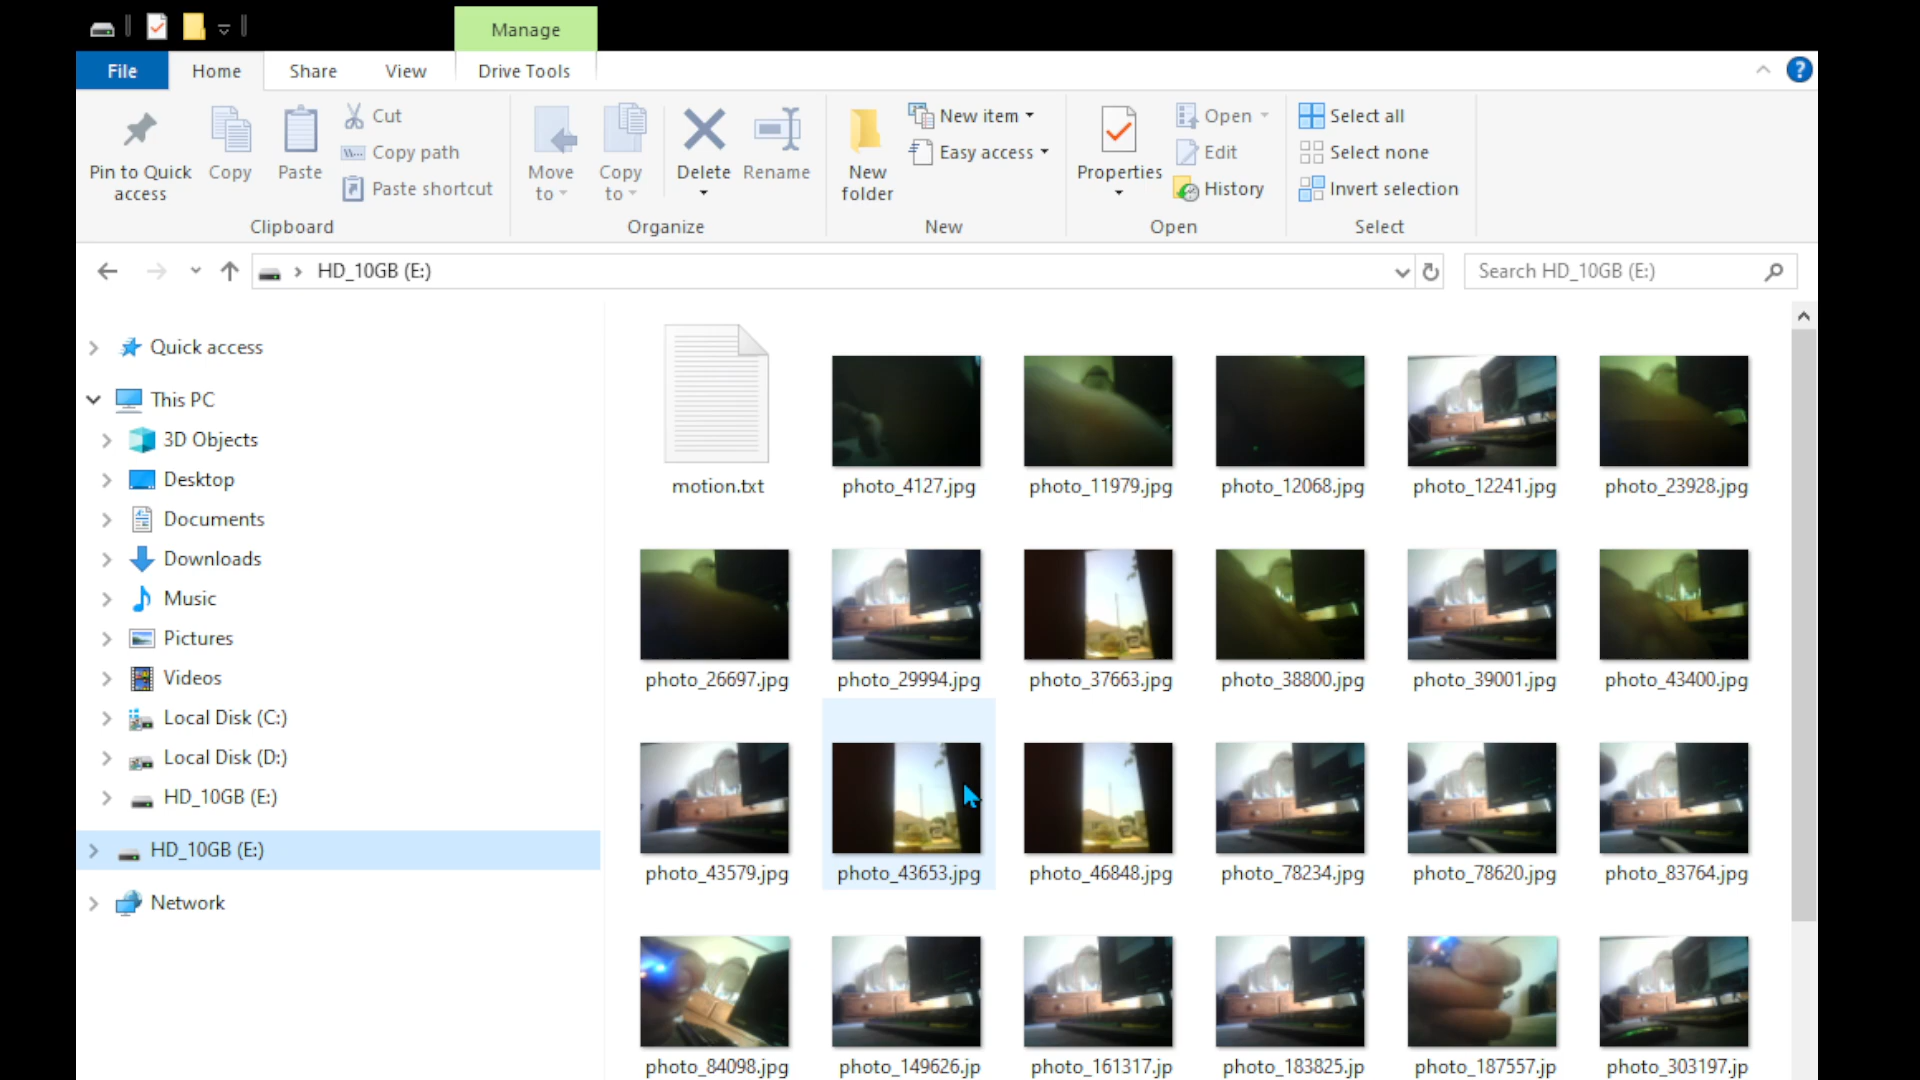 Manage
File Home Share View Drive Tools
Pin to Quick access
Copy
Paste
Cut
Copy path
Paste shortcut
Clipboard
Move to
Copy to
Delete
Rename
Organize
New folder
New item
Easy access
New
Properties
Open
Edit
History
Open
Select all
Select none
Invert selection
Select
HD_10GB (E:)
Search HD_10GB (E:)
Quick access
This PC
3D Objects
Desktop
Documents
Downloads
Music
Pictures
Videos
Local Disk (C:)
Local Disk (D:)
HD_10GB (E:)
HD_10GB (E:)
Network
motion.txt photo_4127.jpg photo_11979.jpg photo_12068.jpg photo_12241.jpg photo_23928.jpg
photo_26697.jpg photo_29994.jpg photo_37663.jpg photo_38800.jpg photo_39001.jpg photo_43400.jpg
photo_43579.jpg photo_43653.jpg photo_46848.jpg photo_78234.jpg photo_78620.jpg photo_83764.jpg
photo_84098.jpg photo_149626.jp photo_161317.jp photo_183825.jp photo_187557.jp photo_303197.jp